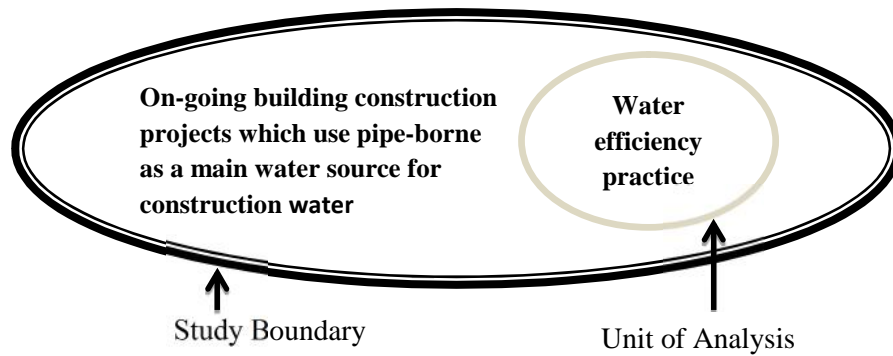 On-going building construction
projects which use pipe-borne
as a main water source for
construction water
Water
efficiency
practice
Study Boundary
Unit of Analysis